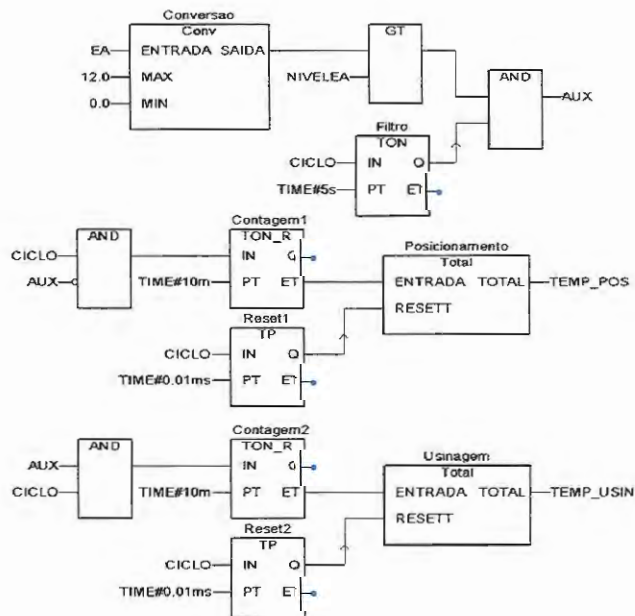 Conversao
Conv
EA ENTRADA SAIDA
12.0 MAX
0.0 MIN
GT
NIVELEA
AND
AUX
Filtro
TON
CICLO IN Q
TIME#5s PT ET
AND
CICLO
AUX
Contagem1
TON_R
IN Q
TIME#10m PT ET
Posicionamento
Total
ENTRADA TOTAL TEMP_POS
RESETT
Reset1
TP
CICLO IN Q
TIME#0.01ms PT ET
AND
AUX
CICLO
Contagem2
TON_R
IN Q
TIME#10m PT ET
Usinagem
Total
ENTRADA TOTAL TEMP_USIN
RESETT
Reset2
TP
CICLO IN Q
TIME#0.01ms PT ET